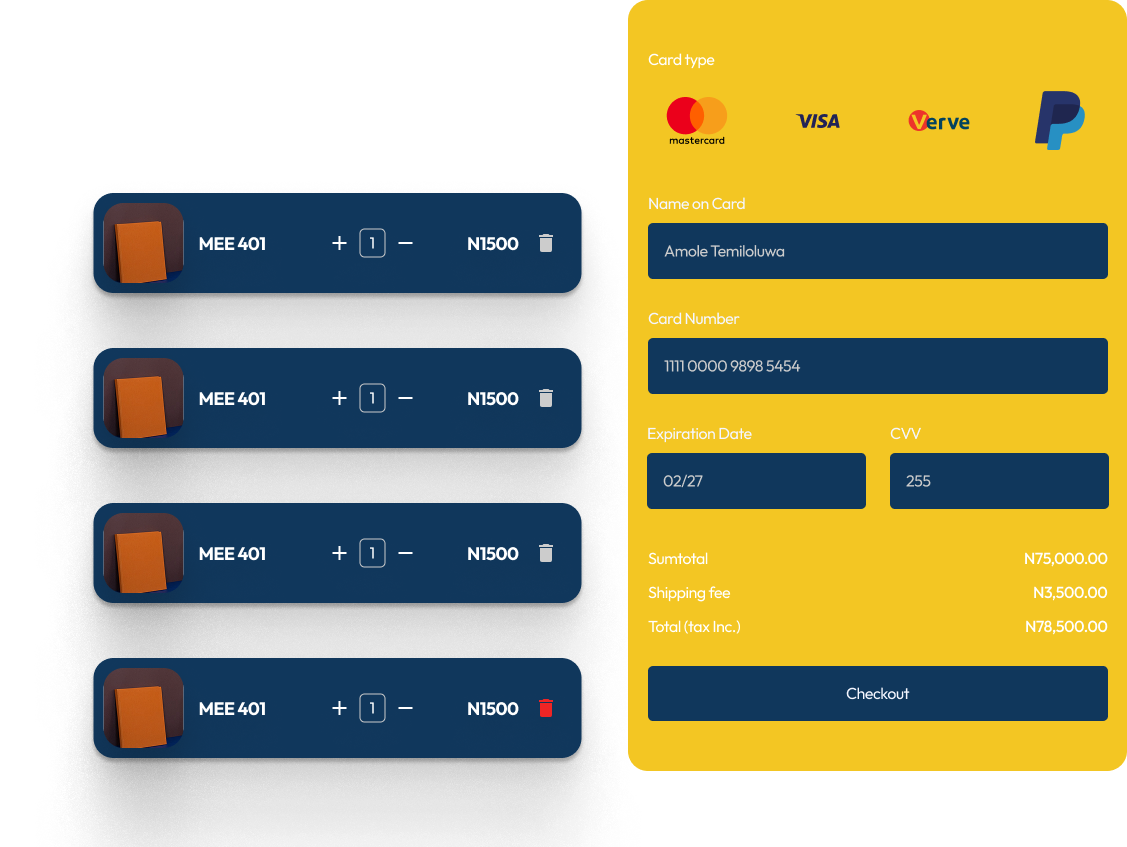 MEE 401 + 1 − N1500
MEE 401 + 1 − N1500
MEE 401 + 1 − N1500
MEE 401 + 1 − N1500
Card type
mastercard VISA Verve
Name on Card
Amole Temiloluwa
Card Number
1111 0000 9898 5454
Expiration Date CVV
02/27 255
Sumtotal N75,000.00
Shipping fee N3,500.00
Total (tax Inc.) N78,500.00
Checkout